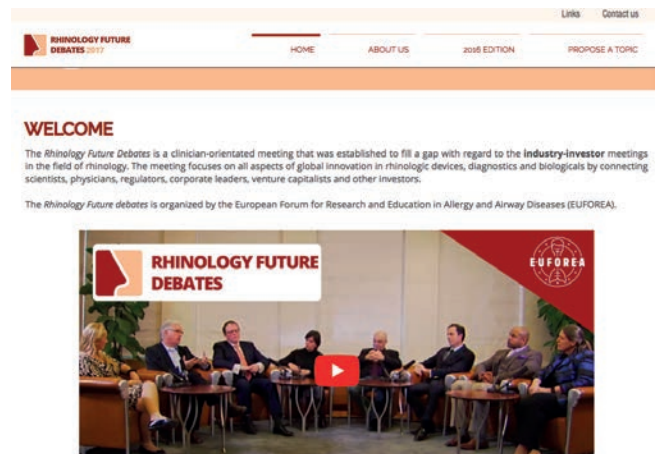 Links Contact us
RHINOLOGY FUTURE
DEBATES 2017
HOME ABOUT US 2016 EDITION PROPOSE A TOPIC
WELCOME
The Rhinology Future Debates is a clinician-orientated meeting that was established to fill a gap with regard to the industry-investor meetings
in the field of rhinology. The meeting focuses on all aspects of global innovation in rhinologic devices, diagnostics and biologicals by connecting
scientists, physicians, regulators, corporate leaders, venture capitalists and other investors.
The Rhinology Future debates is organized by the European Forum for Research and Education in Allergy and Airway Diseases (EUFOREA).
RHINOLOGY FUTURE
DEBATES
EUFOREA